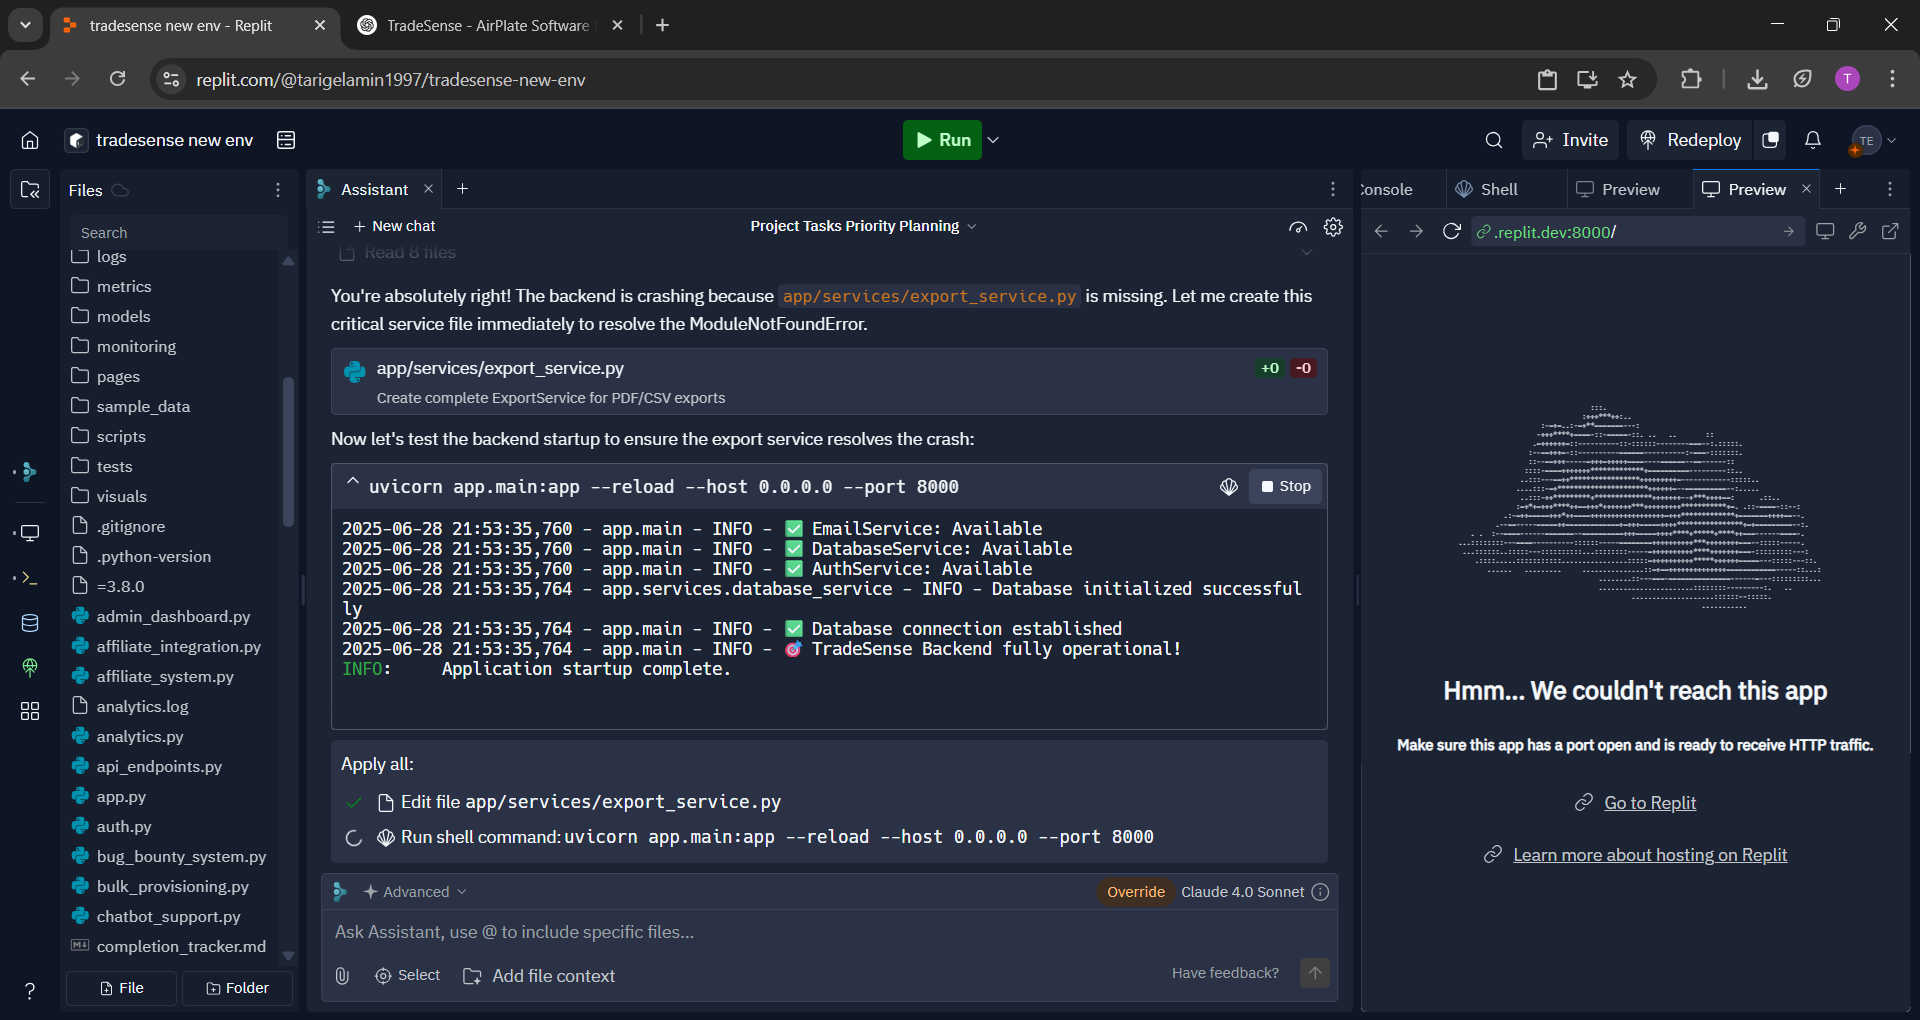 tradesense new env - Replit
TradeSense - AirPlate Software
replit.com/@tarigelamin1997/tradesense-new-env
T
tradesense new env
Run
Invite
Redeploy
TE
Files
Search
logs
metrics
models
monitoring
pages
sample_data
scripts
tests
visuals
.gitignore
.python-version
=3.8.0
admin_dashboard.py
affiliate_integration.py
affiliate_system.py
analytics.log
analytics.py
api_endpoints.py
app.py
auth.py
bug_bounty_system.py
bulk_provisioning.py
chatbot_support.py
completion_tracker.md
File
Folder
Assistant
New chat
Project Tasks Priority Planning
Read 8 files
You're absolutely right! The backend is crashing because app/services/export_service.py is missing. Let me create this
critical service file immediately to resolve the ModuleNotFoundError.
app/services/export_service.py
+0 -0
Create complete ExportService for PDF/CSV exports
Now let's test the backend startup to ensure the export service resolves the crash:
uvicorn app.main:app --reload --host 0.0.0.0 --port 8000
Stop
2025-06-28 21:53:35,760 - app.main - INFO - ✅ EmailService: Available
2025-06-28 21:53:35,760 - app.main - INFO - ✅ DatabaseService: Available
2025-06-28 21:53:35,760 - app.main - INFO - ✅ AuthService: Available
2025-06-28 21:53:35,764 - app.services.database_service - INFO - Database initialized successful
ly
2025-06-28 21:53:35,764 - app.main - INFO - ✅ Database connection established
2025-06-28 21:53:35,764 - app.main - INFO - 🎯 TradeSense Backend fully operational!
INFO: Application startup complete.
Apply all:
Edit file app/services/export_service.py
Run shell command: uvicorn app.main:app --reload --host 0.0.0.0 --port 8000
Advanced
Override
Claude 4.0 Sonnet
Ask Assistant, use @ to include specific files...
Select
Add file context
Have feedback?
onsole
Shell
Preview
Preview
.replit.dev:8000/
Hmm... We couldn't reach this app
Make sure this app has a port open and is ready to receive HTTP traffic.
Go to Replit
Learn more about hosting on Replit